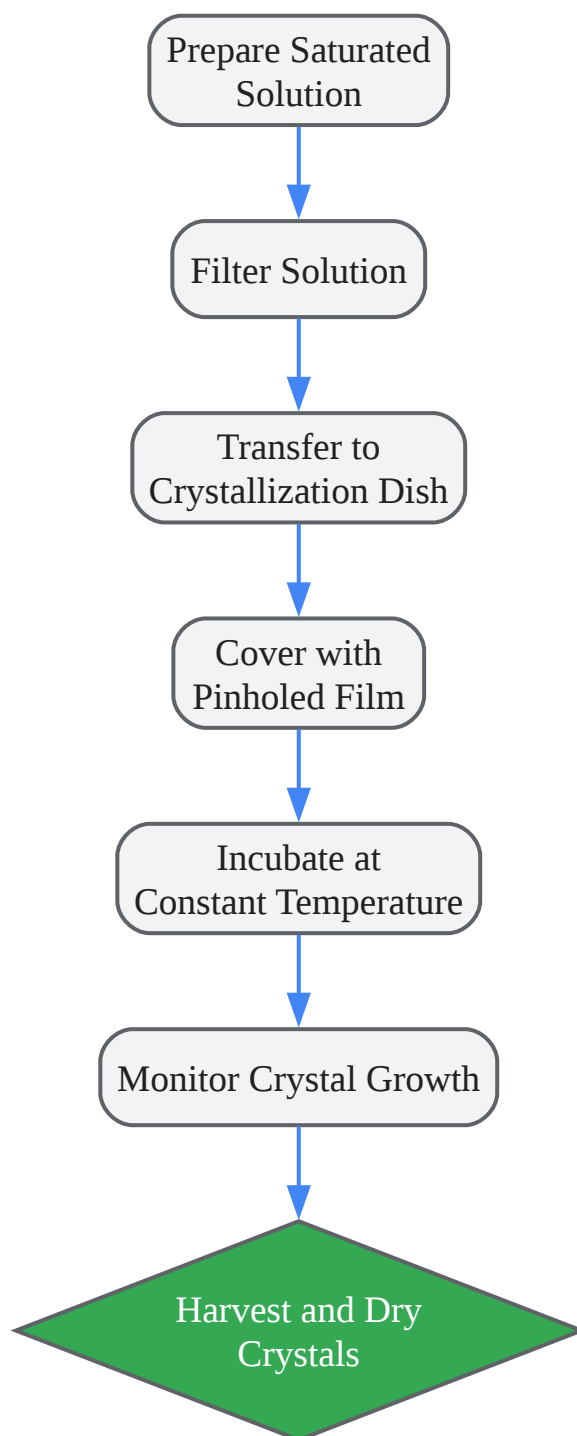 Prepare Saturated
Solution
Filter Solution
Transfer to
Crystallization Dish
Cover with
Pinholed Film
Incubate at
Constant Temperature
Monitor Crystal Growth
Harvest and Dry
Crystals